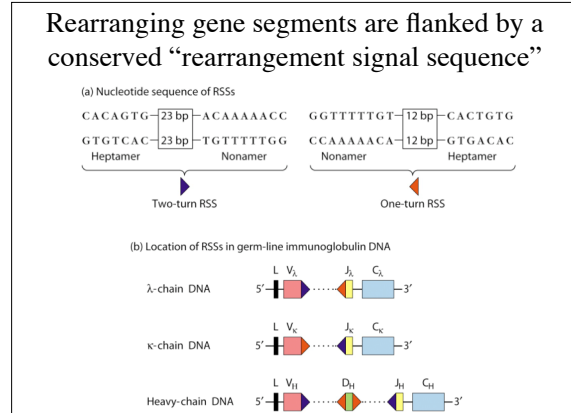 Rearranging gene segments are flanked by a
conserved “rearrangement signal sequence”
(a) Nucleotide sequence of RSSs
CACAGTG 23 bp ACAAAAACC GGTTTTTGT 12 bp CACTGTG
GTGTCAC 23 bp TGTTTTTGG CCAAAAACA 12 bp GTGACAC
Heptamer Nonamer Nonamer Heptamer
Two-turn RSS One-turn RSS
(b) Location of RSSs in germ-line immunoglobulin DNA
L Vλ Jλ Cλ
λ-chain DNA 5′ 3′
L Vκ Jκ Cκ
κ-chain DNA 5′ 3′
L VH DH JH CH
Heavy-chain DNA 5′ 3′